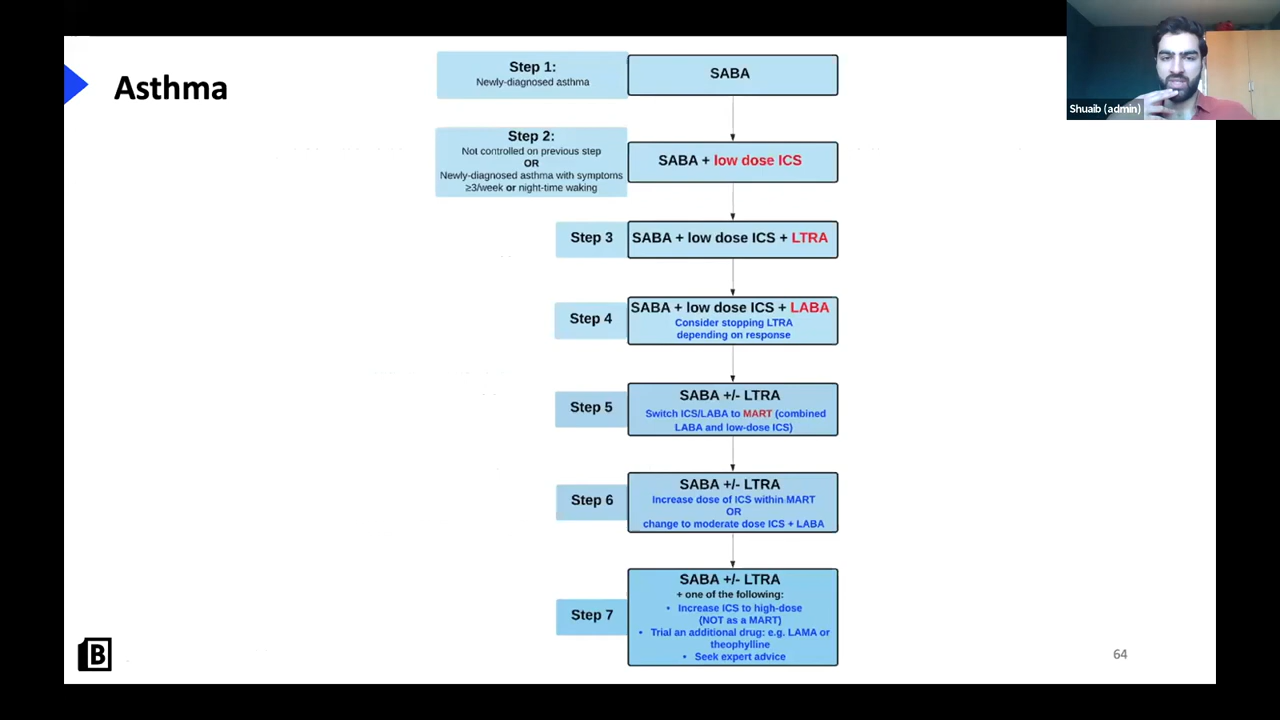 Asthma
Shuaib (admin)
Step 1:
Newly-diagnosed asthma
SABA
Step 2:
Not controlled on previous step
OR
Newly-diagnosed asthma with symptoms
≥3/week or night-time waking
SABA + low dose ICS
Step 3
SABA + low dose ICS + LTRA
Step 4
SABA + low dose ICS + LABA
Consider stopping LTRA
depending on response
Step 5
SABA +/- LTRA
Switch ICS/LABA to MART (combined
LABA and low-dose ICS)
Step 6
SABA +/- LTRA
Increase dose of ICS within MART
OR
change to moderate dose ICS + LABA
Step 7
SABA +/- LTRA
+ one of the following:
• Increase ICS to high-dose
(NOT as a MART)
• Trial an additional drug: e.g. LAMA or
theophylline
• Seek expert advice
B
64